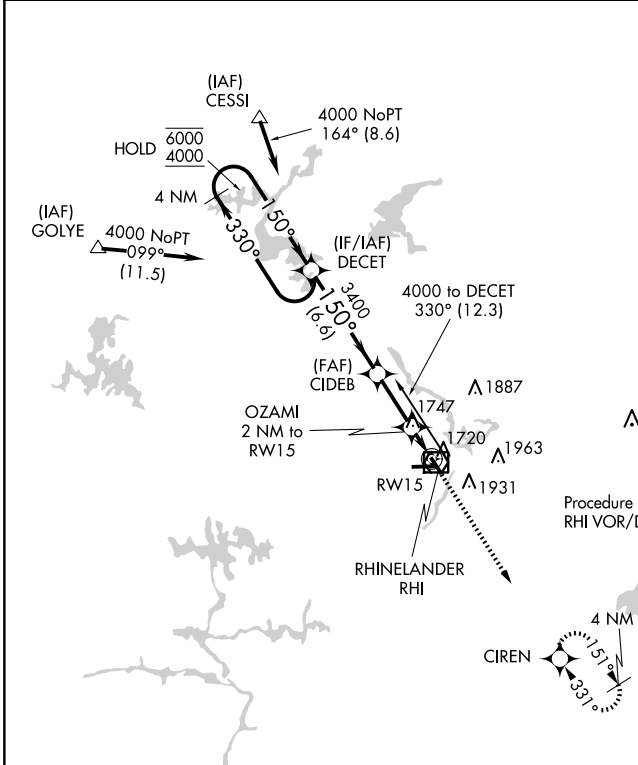 (IAF)
CESSI
4000 NoPT
164° (8.6)
HOLD
6000
4000
4 NM
(IAF)
GOLYE
4000 NoPT
099°
(11.5)
150°
330°
(IF/IAF)
DECET
3400
150°
(6.6)
4000 to DECET
330° (12.3)
(FAF)
CIDEB
1887
1747
OZAMI
2 NM to
RW15
1720
1963
RW15
1931
Procedure
RHI VOR/D
RHINELANDER
RHI
4 NM
CIREN
151°
331°